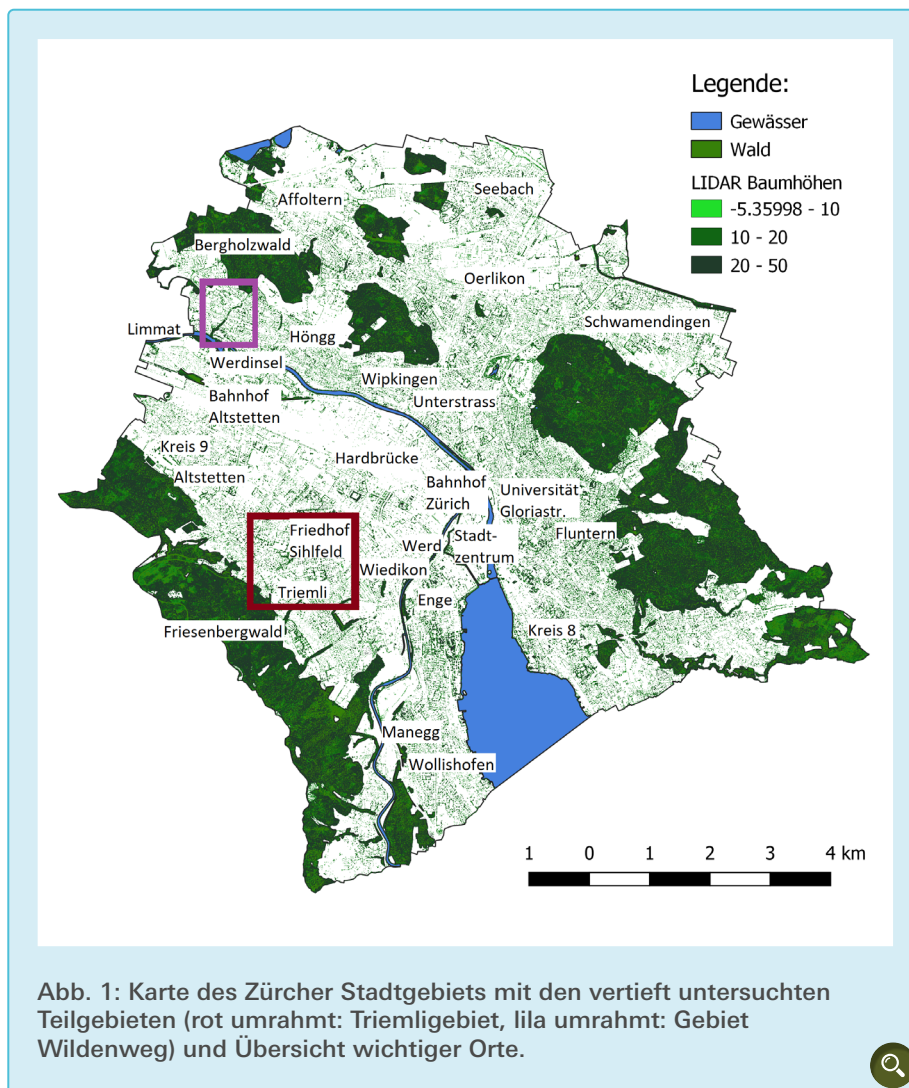 Legende:
Gewässer
Wald
LIDAR Baumhöhen
-5.35998 - 10
10 - 20
20 - 50
Seebach
Affoltern
Bergholzwald
Oerlikon
Schwamendingen
Limmat
Höngg
Werdinsel
Wipkingen
Bahnhof
Altstetten
Unterstrass
Kreis 9
Hardbrücke
Altstetten
Bahnhof
Zürich
Universität
Gloriastr.
Friedhof
Sihlfeld
Werd
Stadt-
zentrum
Fluntern
Wiedikon
Triemli
Enge
Friesenbergwald
Kreis 8
Manegg
Wollishofen
1 0 1 2 3 4 km
Abb. 1: Karte des Zürcher Stadtgebiets mit den vertieft untersuchten
Teilgebieten (rot umrahmt: Triemligebiet, lila umrahmt: Gebiet
Wildenweg) und Übersicht wichtiger Orte.